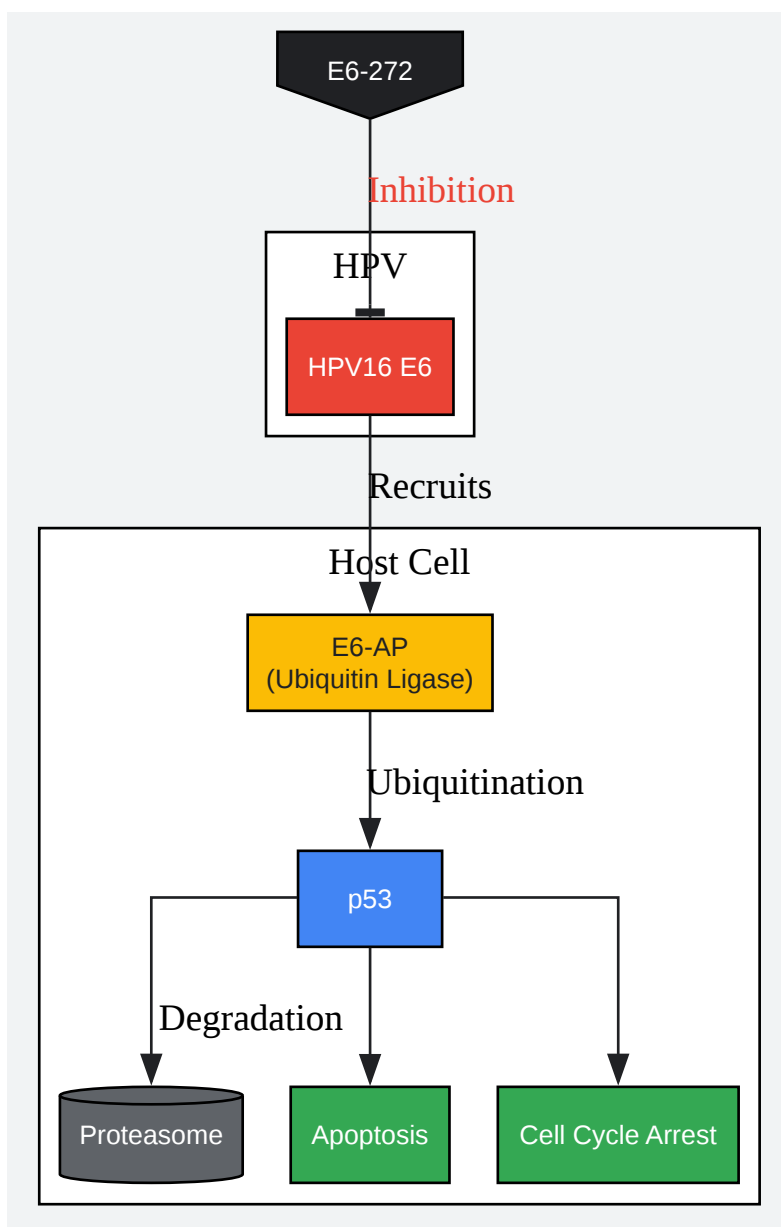 E6-272
Inhibition
HPV
HPV16 E6
Recruits
Host Cell
E6-AP
(Ubiquitin Ligase)
Ubiquitination
p53
Degradation
Proteasome
Apoptosis
Cell Cycle Arrest